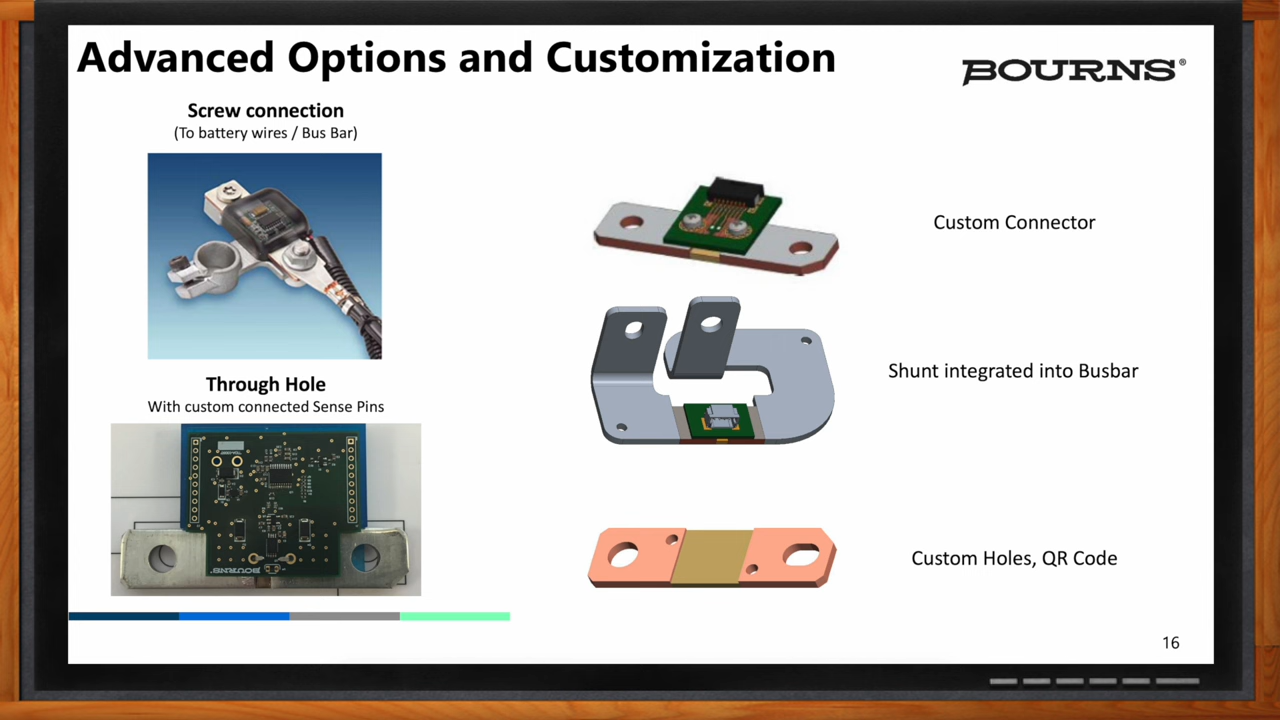 Advanced Options and Customization
BOURNS®
Screw connection
(To battery wires / Bus Bar)
Custom Connector
Shunt integrated into Busbar
Through Hole
With custom connected Sense Pins
BOURNS
Custom Holes, QR Code
16